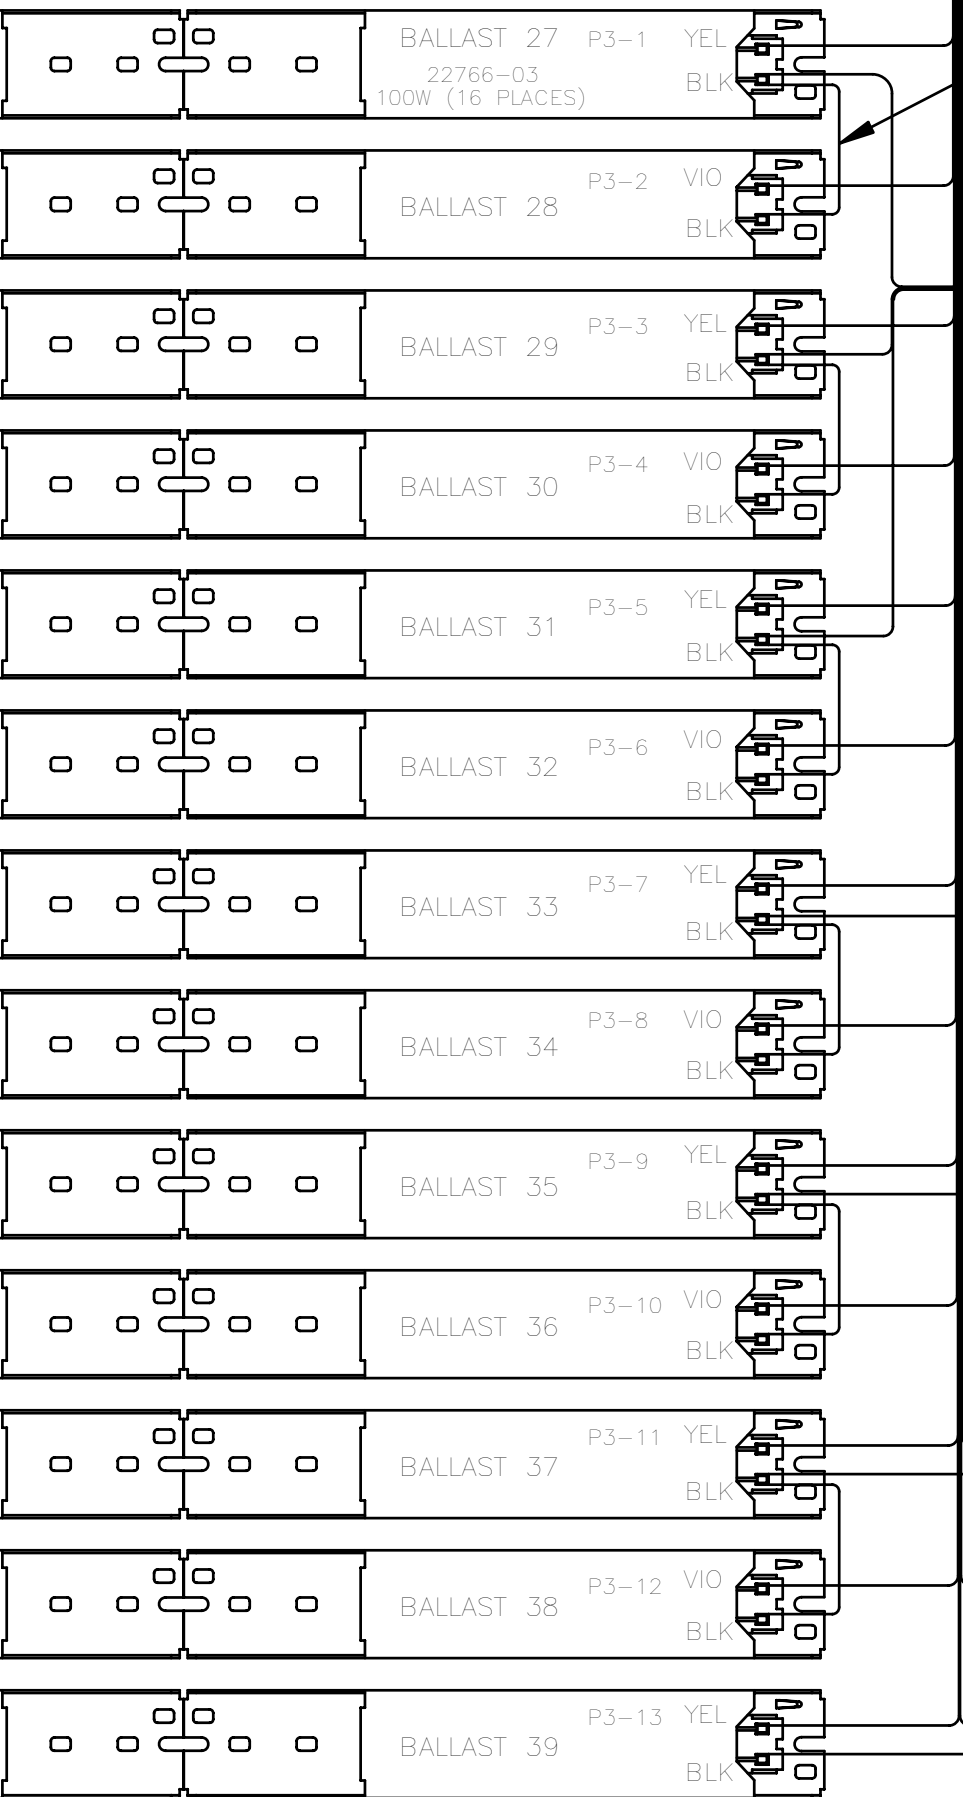 BALLAST 27 P3-1 YEL
22766-03
100W (16 PLACES)
BLK
P3-2 VIO
BALLAST 28
BLK
P3-3 YEL
BALLAST 29
BLK
P3-4 VIO
BALLAST 30
BLK
P3-5 YEL
BALLAST 31
BLK
P3-6 VIO
BALLAST 32
BLK
P3-7 YEL
BALLAST 33
BLK
P3-8 VIO
BALLAST 34
BLK
P3-9 YEL
BALLAST 35
BLK
P3-10 VIO
BALLAST 36
BLK
P3-11 YEL
BALLAST 37
BLK
P3-12 VIO
BALLAST 38
BLK
P3-13 YEL
BALLAST 39
BLK